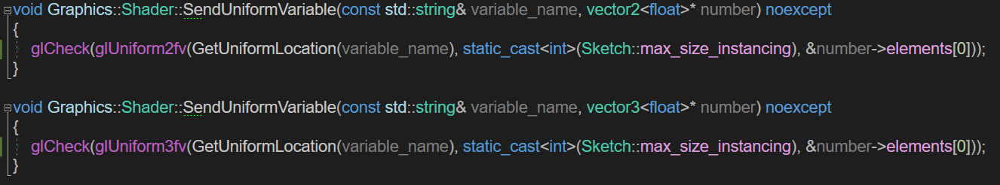 void Graphics::Shader::SendUniformVariable(const std::string& variable_name, vector2<float>* number) noexcept
{
glCheck(glUniform2fv(GetUniformLocation(variable_name), static_cast<int>(Sketch::max_size_instancing), &number->elements[0]));
}
void Graphics::Shader::SendUniformVariable(const std::string& variable_name, vector3<float>* number) noexcept
{
glCheck(glUniform3fv(GetUniformLocation(variable_name), static_cast<int>(Sketch::max_size_instancing), &number->elements[0]));
}